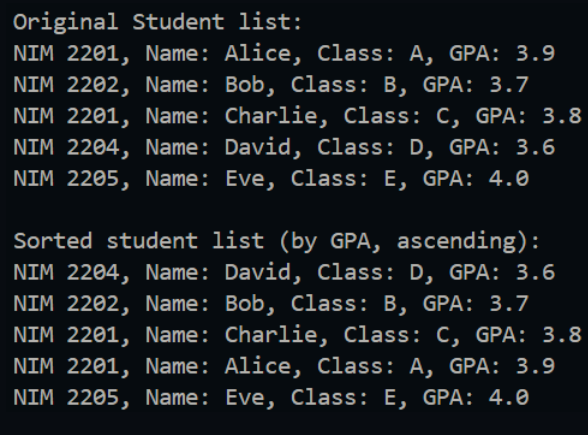 Original Student list:
NIM 2201, Name: Alice, Class: A, GPA: 3.9
NIM 2202, Name: Bob, Class: B, GPA: 3.7
NIM 2201, Name: Charlie, Class: C, GPA: 3.8
NIM 2204, Name: David, Class: D, GPA: 3.6
NIM 2205, Name: Eve, Class: E, GPA: 4.0

Sorted student list (by GPA, ascending):
NIM 2204, Name: David, Class: D, GPA: 3.6
NIM 2202, Name: Bob, Class: B, GPA: 3.7
NIM 2201, Name: Charlie, Class: C, GPA: 3.8
NIM 2201, Name: Alice, Class: A, GPA: 3.9
NIM 2205, Name: Eve, Class: E, GPA: 4.0